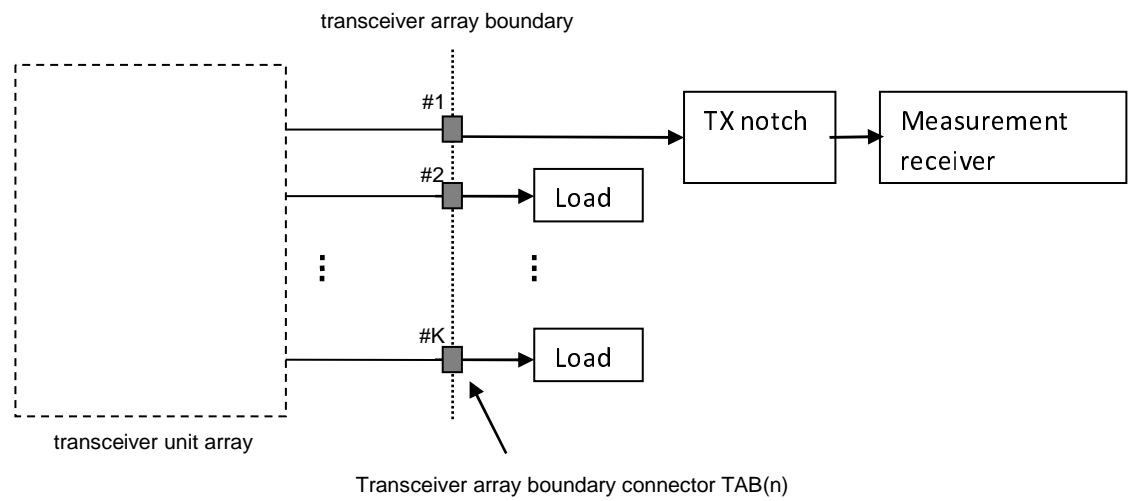 transceiver array boundary
#1
TX notch
Measurement
receiver
#2
Load
#K
Load
transceiver unit array
Transceiver array boundary connector TAB(n)